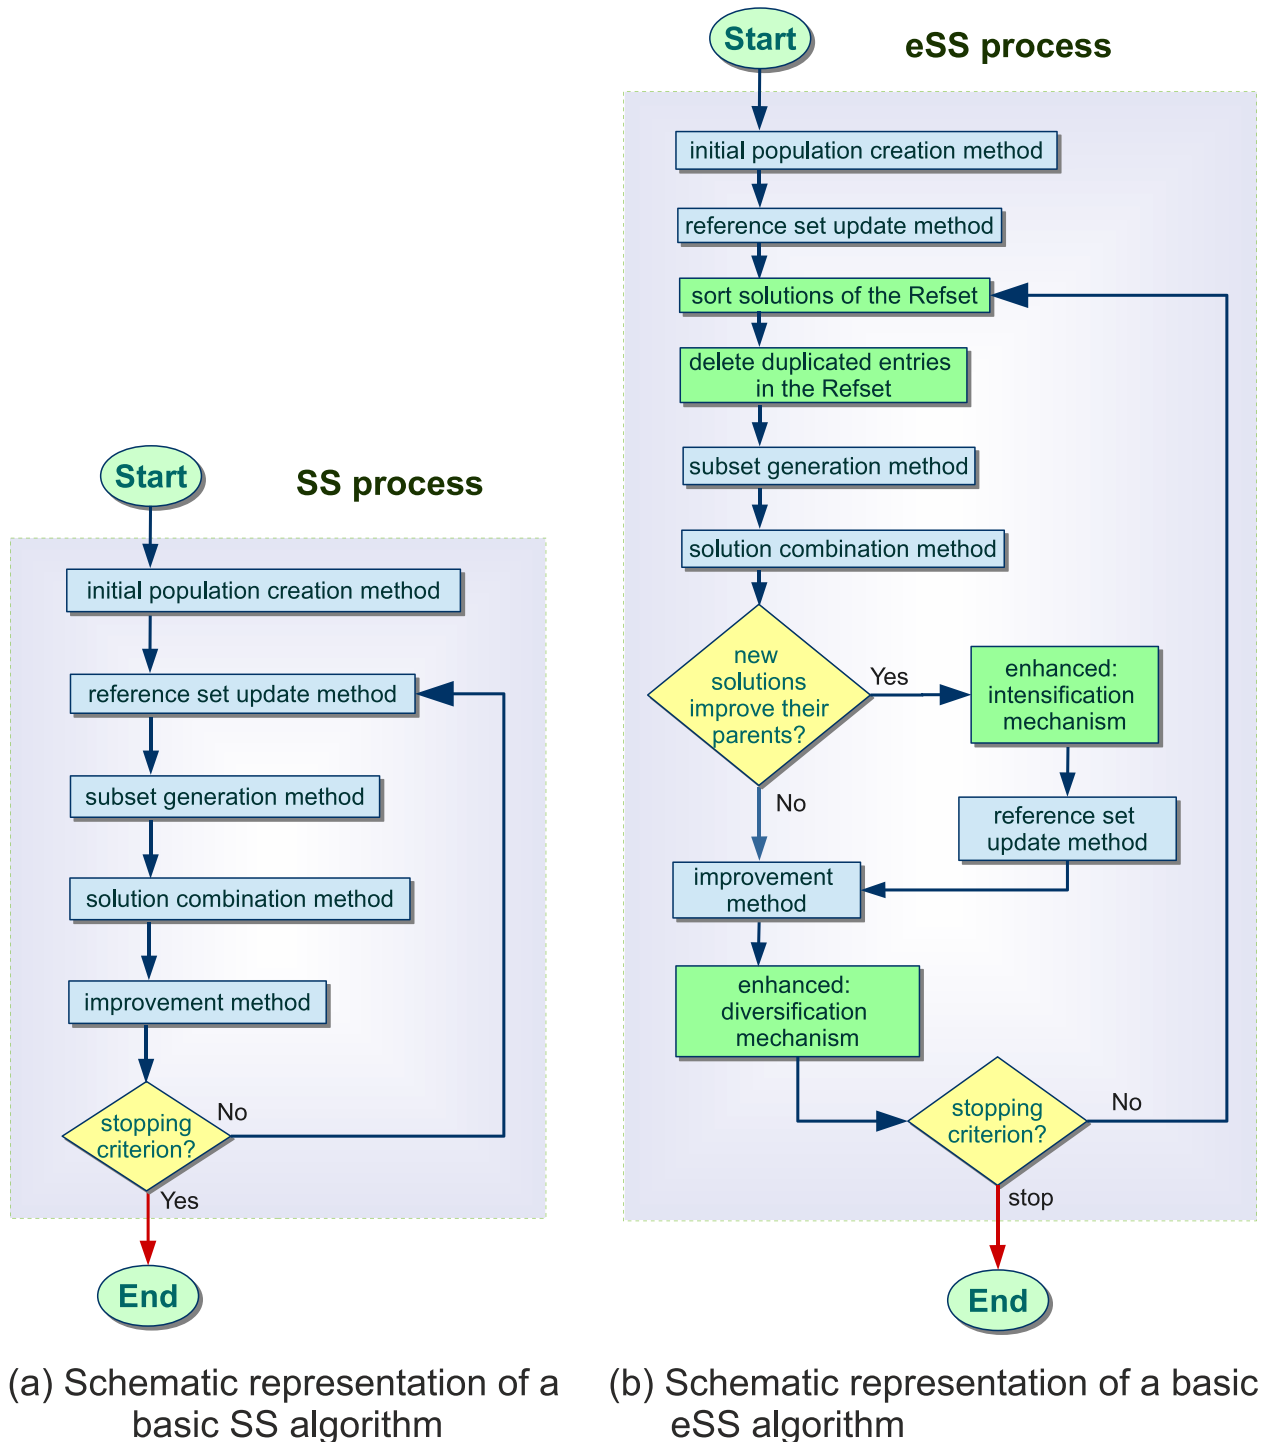 Start
SS process
initial population creation method
reference set update method
subset generation method
solution combination method
improvement method
stopping
criterion?
No
Yes
End
(a) Schematic representation of a
basic SS algorithm
Start
eSS process
initial population creation method
reference set update method
sort solutions of the Refset
delete duplicated entries
in the Refset
subset generation method
solution combination method
new
solutions
improve their
parents?
Yes
enhanced:
intensification
mechanism
No
reference set
update method
improvement
method
enhanced:
diversification
mechanism
stopping
criterion?
No
stop
End
(b) Schematic representation of a basic
eSS algorithm